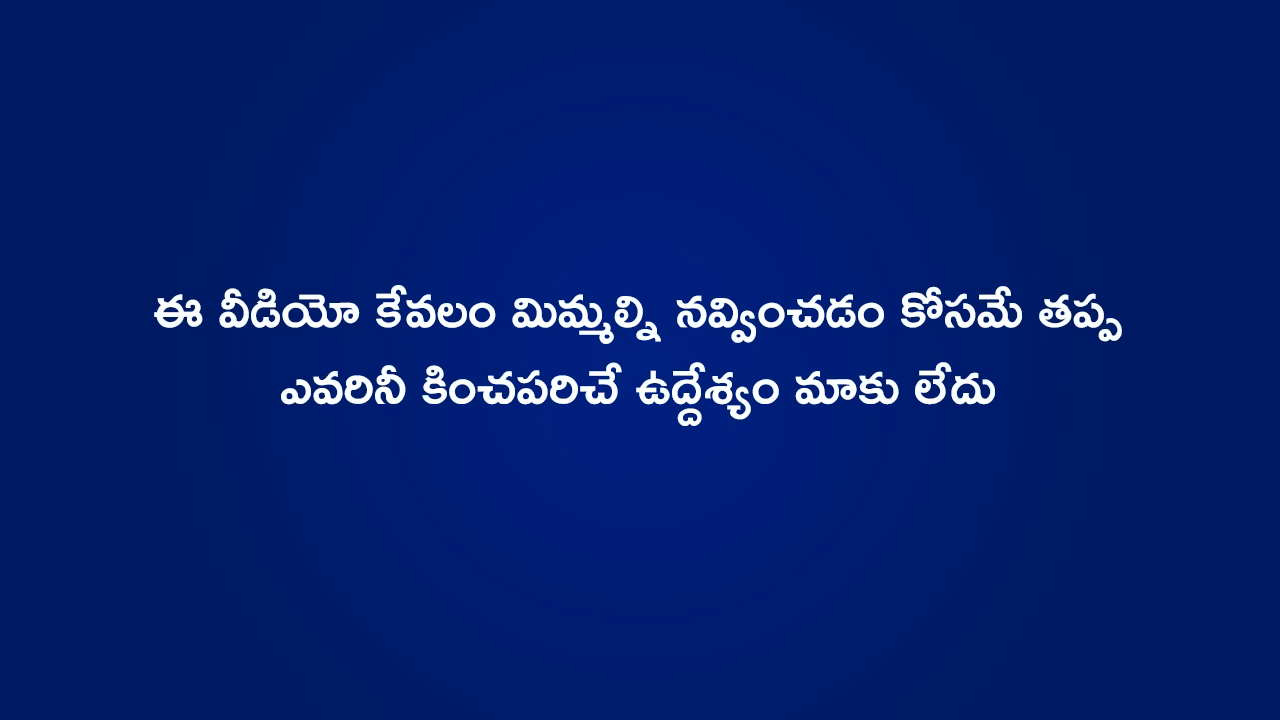 ఈ వీడియో కేవలం మిమ్మల్ని నవ్వించడం కోసమే తప్ప
ఎవరినీ కించపరిచే ఉద్దేశ్యం మాకు లేదు